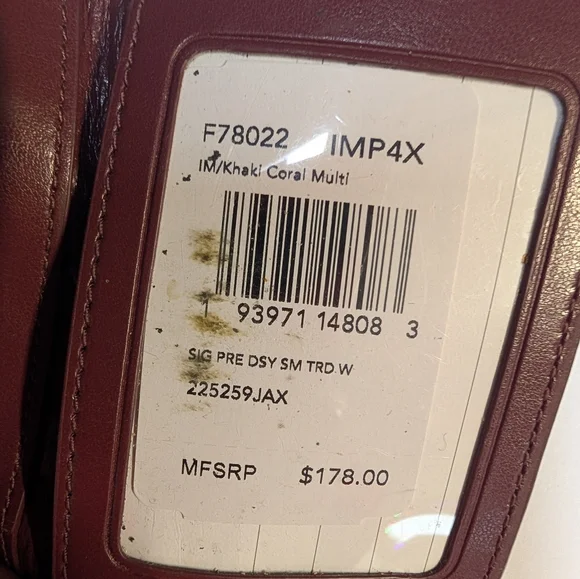 F78022 IMP4X
IM/Khaki Coral Multi
1 93971 14808 3
SIG PRE DSY SM TRD W
225259JAX
MFSRP $178.00